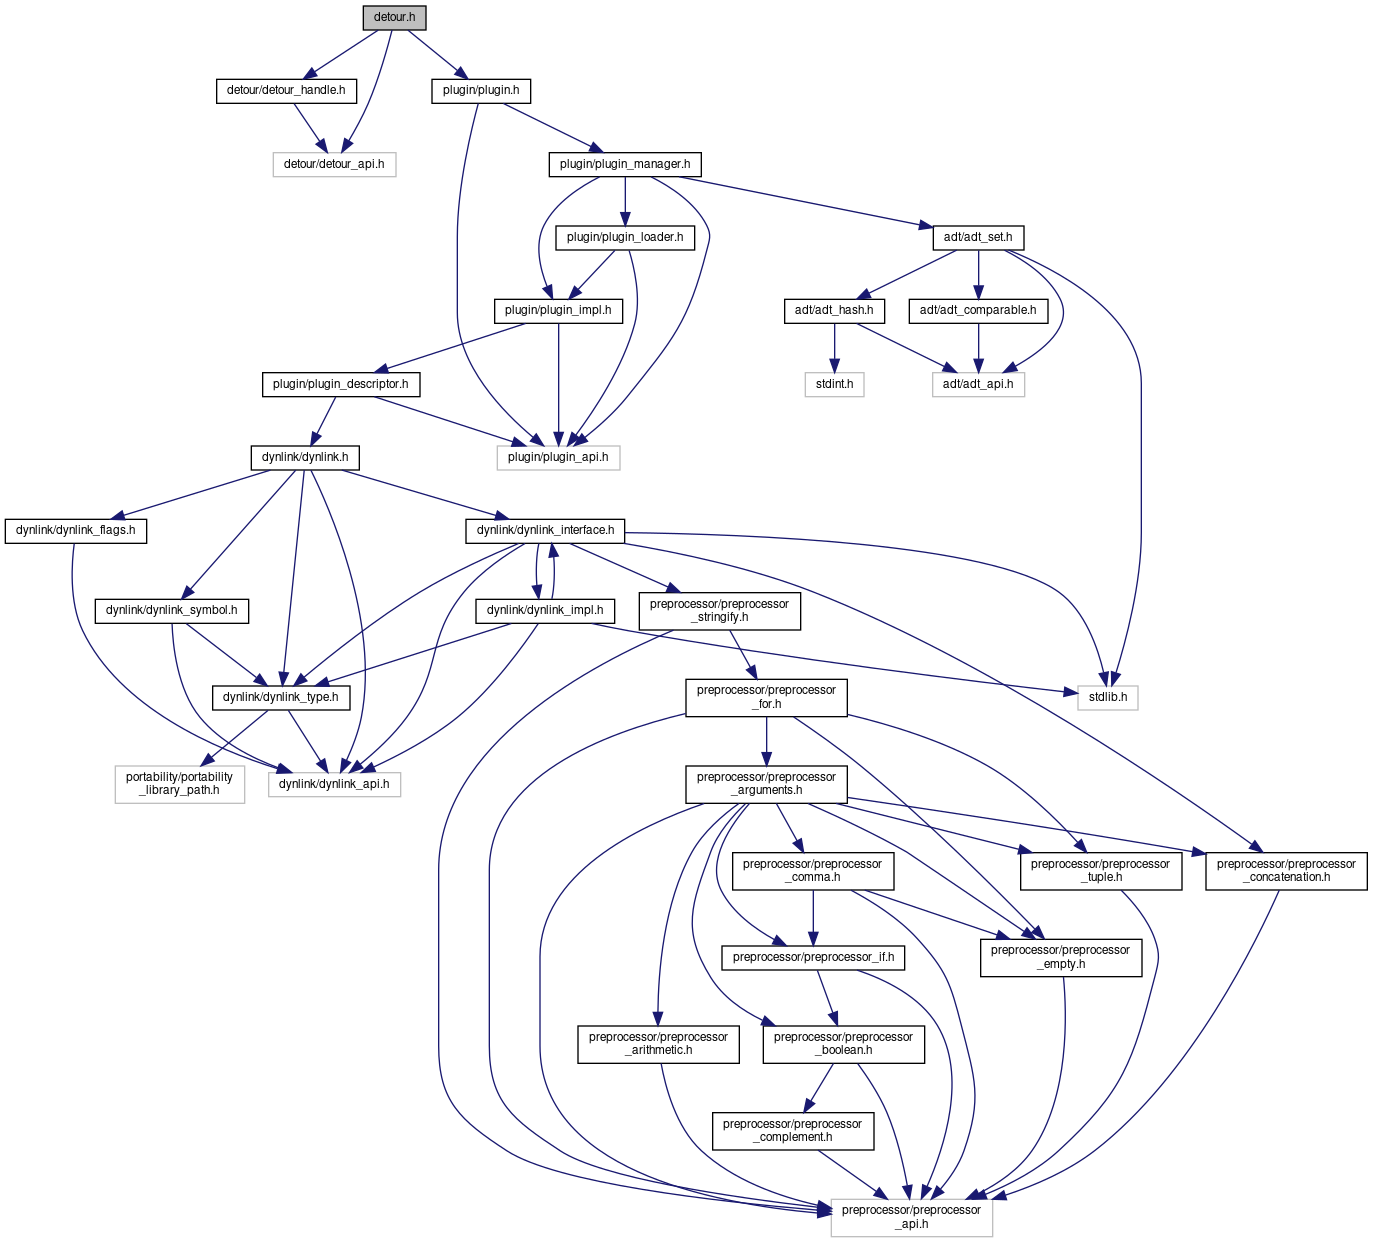 detour.h
detour/detour_handle.h
plugin/plugin.h
detour/detour_api.h
plugin/plugin_manager.h
plugin/plugin_loader.h
adt/adt_set.h
plugin/plugin_impl.h
adt/adt_hash.h
adt/adt_comparable.h
plugin/plugin_descriptor.h
stdint.h
adt/adt_api.h
dynlink/dynlink.h
plugin/plugin_api.h
dynlink/dynlink_flags.h
dynlink/dynlink_interface.h
dynlink/dynlink_symbol.h
dynlink/dynlink_impl.h
preprocessor/preprocessor
_stringify.h
dynlink/dynlink_type.h
preprocessor/preprocessor
_for.h
stdlib.h
portability/portability
_library_path.h
dynlink/dynlink_api.h
preprocessor/preprocessor
_arguments.h
preprocessor/preprocessor
_comma.h
preprocessor/preprocessor
_tuple.h
preprocessor/preprocessor
_concatenation.h
preprocessor/preprocessor_if.h
preprocessor/preprocessor
_empty.h
preprocessor/preprocessor
_arithmetic.h
preprocessor/preprocessor
_boolean.h
preprocessor/preprocessor
_complement.h
preprocessor/preprocessor
_api.h